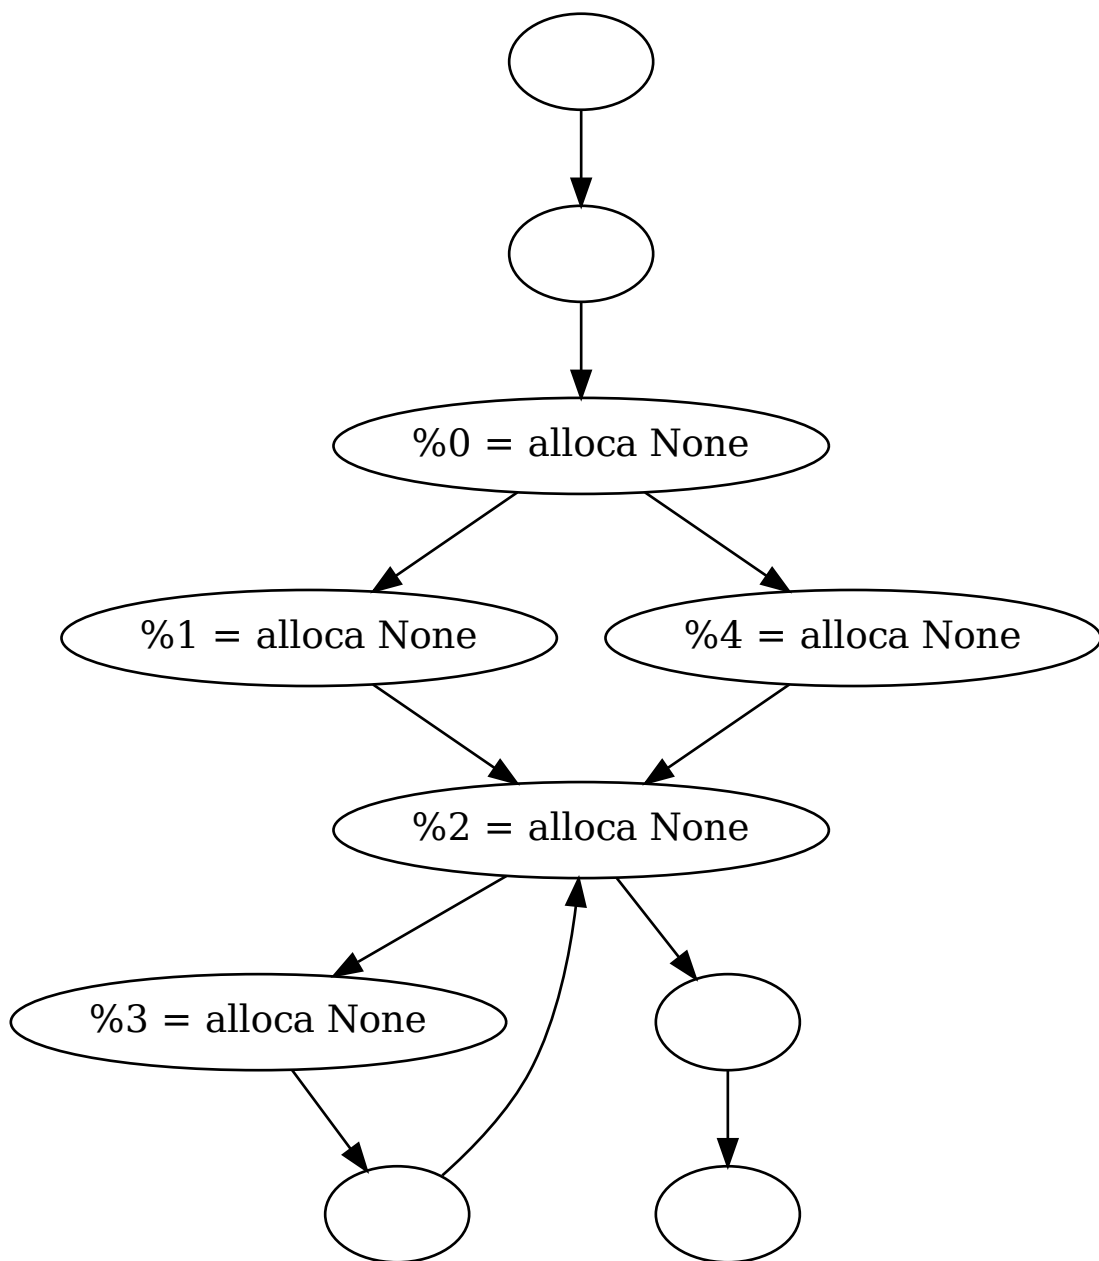 %0 = alloca None
%1 = alloca None
%4 = alloca None
%2 = alloca None
%3 = alloca None